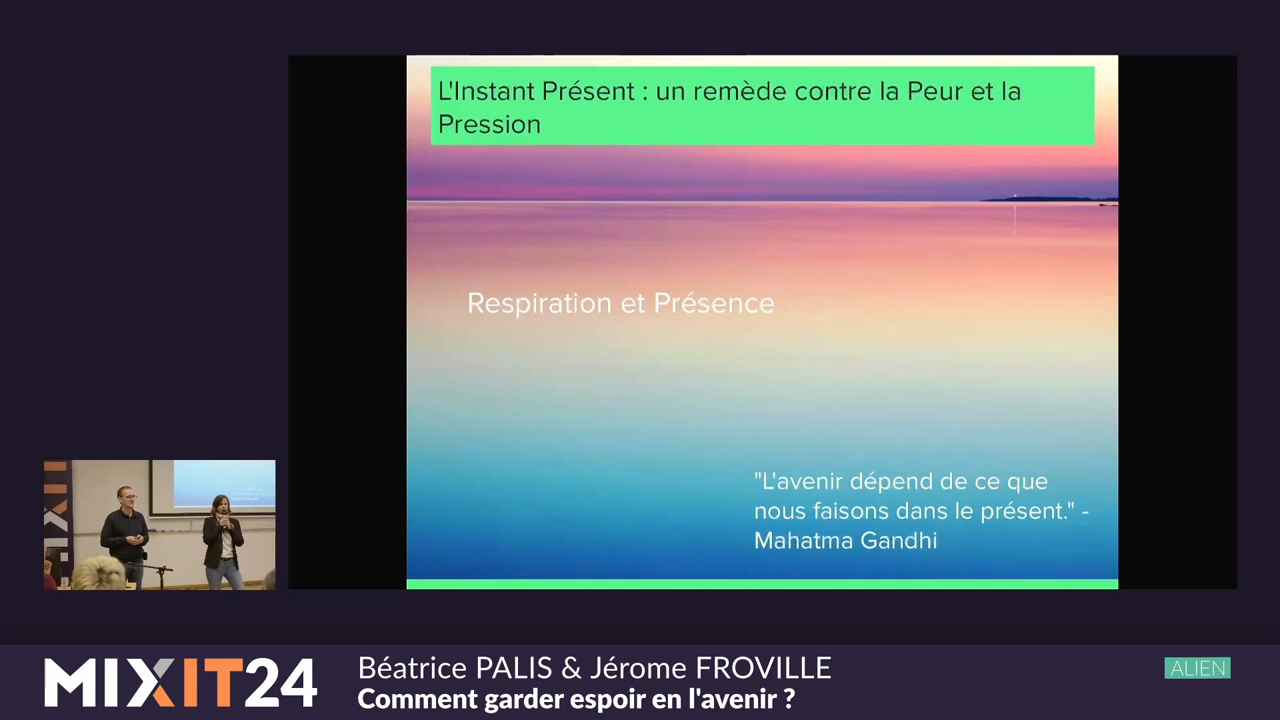 L'Instant Présent : un remède contre la Peur et la
Pression
Respiration et Présence
"L'avenir dépend de ce que
nous faisons dans le présent." -
Mahatma Gandhi
MIXIT24
Béatrice PALIS & Jérome FROVILLE
Comment garder espoir en l'avenir ?
ALIEN